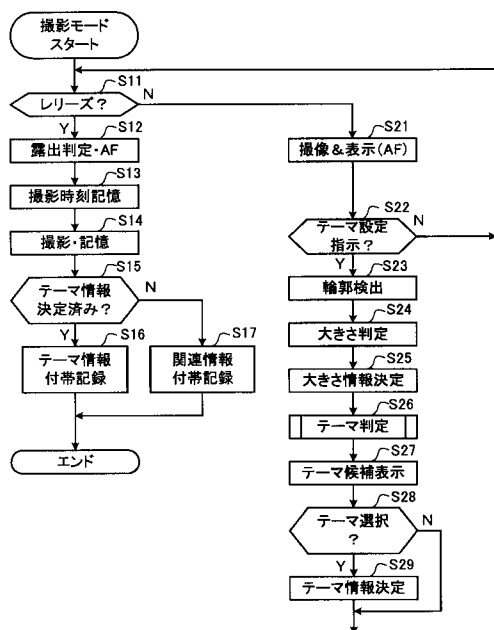 撮影モード
スタート
S11
レリーズ?
N
Y
S12
露出判定・AF
S13
撮影時刻記憶
S14
撮影・記憶
S15
テーマ情報
決定済み?
N
Y
S16
テーマ情報
付帯記録
S17
関連情報
付帯記録
エンド
S21
撮像&表示(AF)
S22
テーマ設定
指示?
N
Y
S23
輪郭検出
S24
大きさ判定
S25
大きさ情報決定
S26
テーマ判定
S27
テーマ候補表示
S28
テーマ選択
?
N
Y
S29
テーマ情報決定